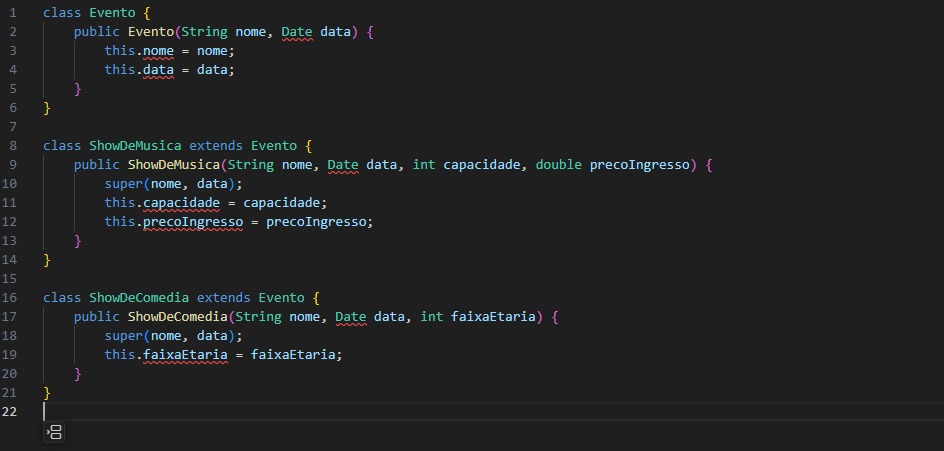 1 class Evento {
2     public Evento(String nome, Date data) {
3         this.nome = nome;
4         this.data = data;
5     }
6 }
7
8 class ShowDeMusica extends Evento {
9     public ShowDeMusica(String nome, Date data, int capacidade, double precoIngresso) {
10         super(nome, data);
11         this.capacidade = capacidade;
12         this.precoIngresso = precoIngresso;
13     }
14 }
15
16 class ShowDeComedia extends Evento {
17     public ShowDeComedia(String nome, Date data, int faixaEtaria) {
18         super(nome, data);
19         this.faixaEtaria = faixaEtaria;
20     }
21 }
22